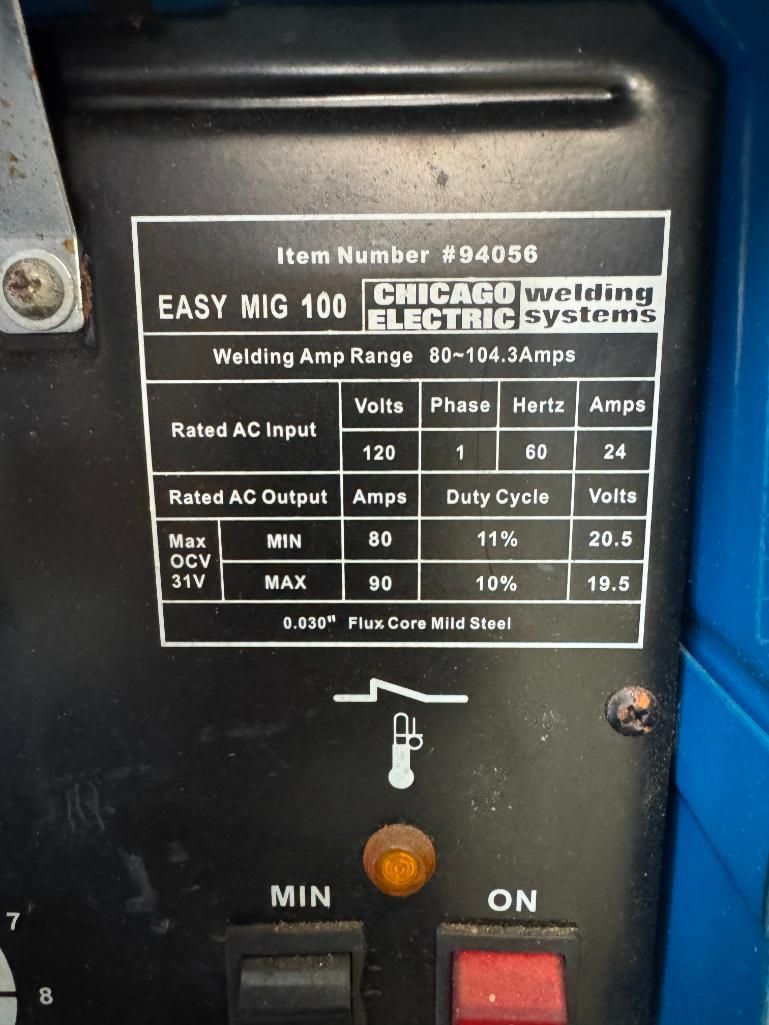 Item Number #94056
EASY MIG 100 CHICAGO ELECTRIC welding systems
Welding Amp Range 80~104.3Amps
Rated AC Input Volts Phase Hertz Amps
120 1 60 24
Rated AC Output Amps Duty Cycle Volts
Max OCV 31V MIN 80 11% 20.5
MAX 90 10% 19.5
0.030" Flux Core Mild Steel
MIN ON
7
8